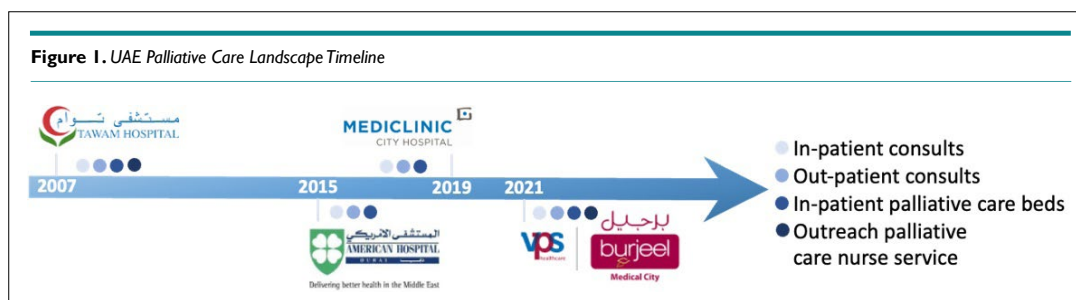 Figure 1. UAE Palliative Care Landscape Timeline
مستشفى توام
TAWAM HOSPITAL
MEDICLINIC
CITY HOSPITAL
2007
2015
2019
2021
المستشفى الأمريكي
AMERICAN HOSPITAL
DUBAI
Delivering better health in the Middle East
vps
healthcare
برجيل
burjeel
Medical City
In-patient consults
Out-patient consults
In-patient palliative care beds
Outreach palliative
care nurse service